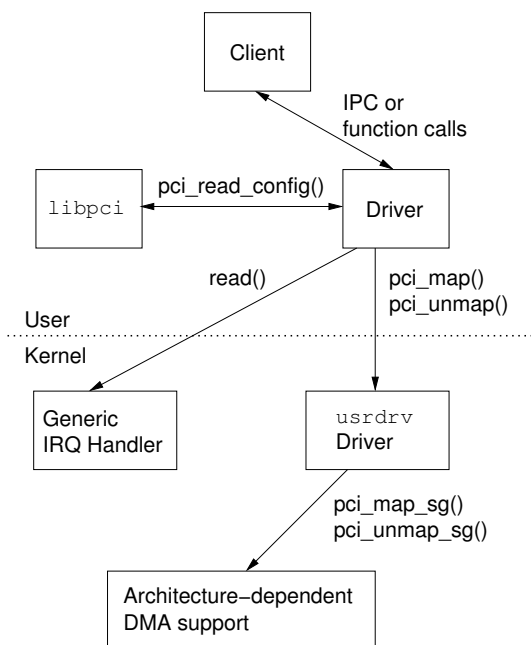 Client
IPC or
function calls
pci_read_config()
libpci
Driver
read()
pci_map()
pci_unmap()
User
Kernel
Generic
IRQ Handler
usrdrv
Driver
pci_map_sg()
pci_unmap_sg()
Architecture−dependent
DMA support